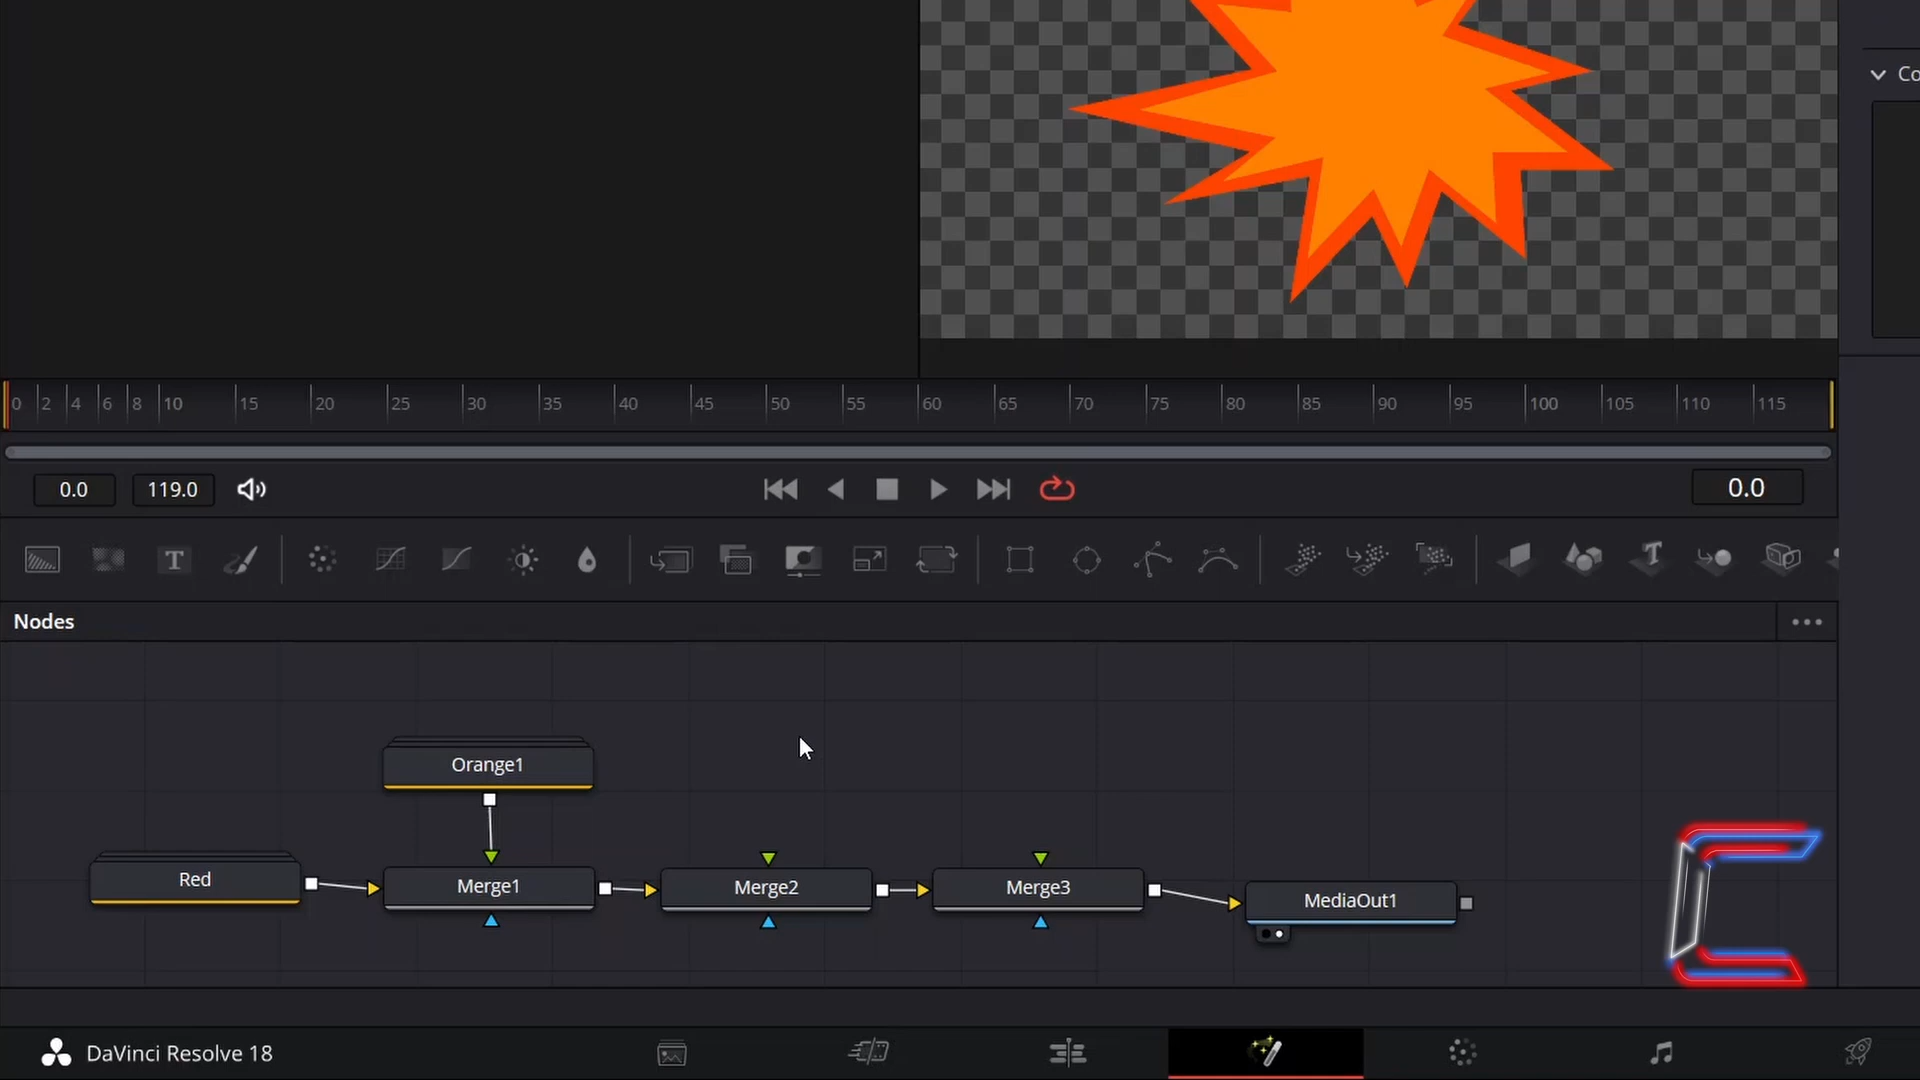 Co
0 2 4 6 8 10 15 20 25 30 35 40 45 50 55 60 65 70 75 80 85 90 95 100 105 110 115
0.0 119.0 0.0
T T
Nodes
Orange1
Red Merge1 Merge2 Merge3 MediaOut1
DaVinci Resolve 18